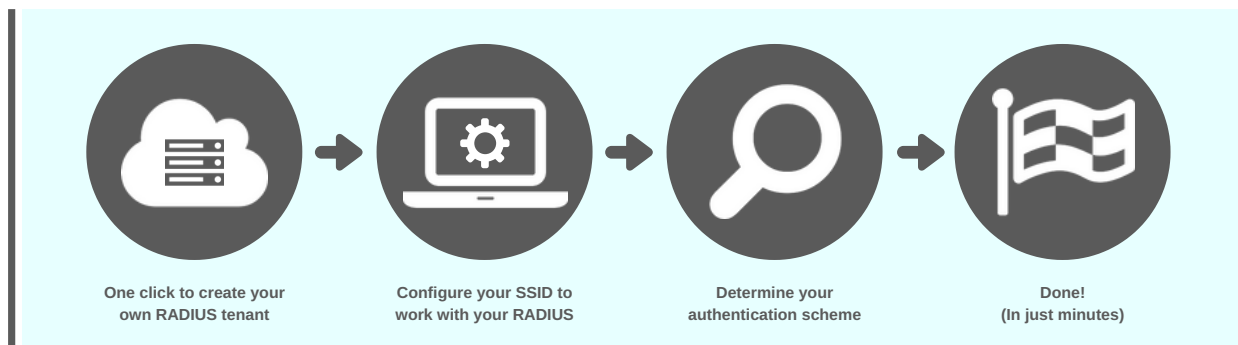 One click to create your
own RADIUS tenant
Configure your SSID to
work with your RADIUS
Determine your
authentication scheme
Done!
(In just minutes)